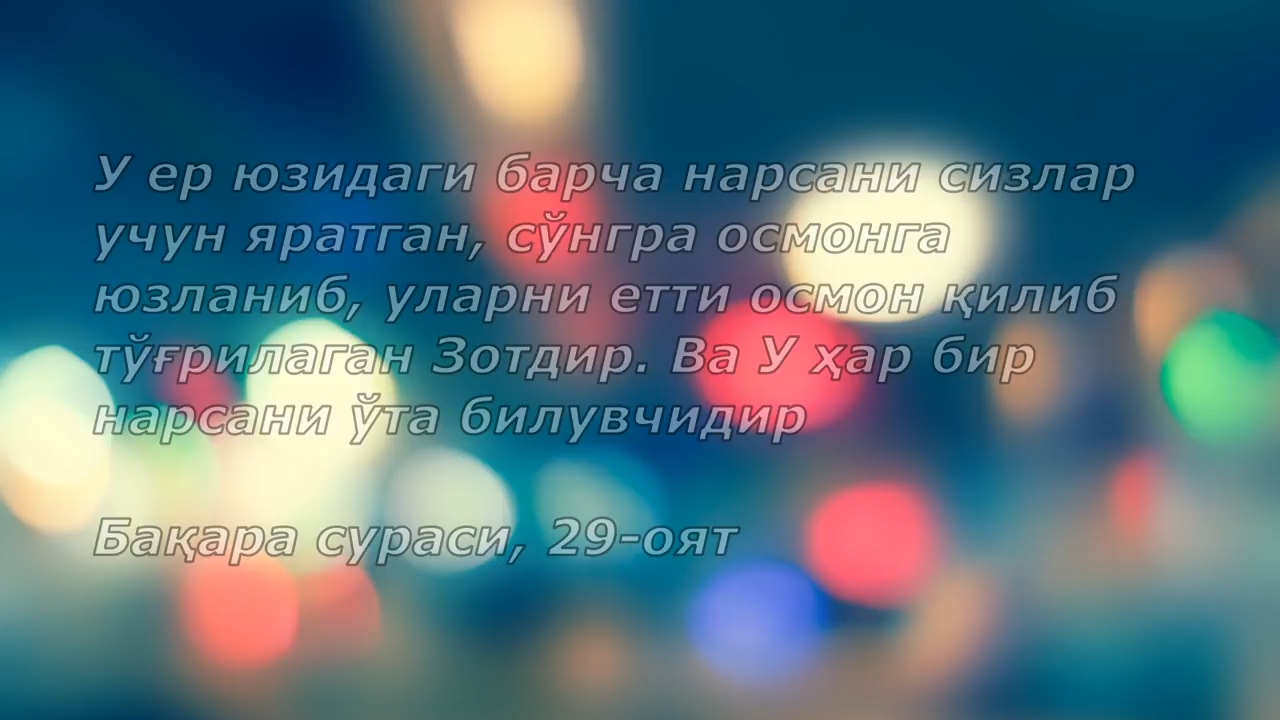 У ер юзидаги барча нарсани сизлар
учун яратган, сўнгра осмонга
юзланиб, уларни етти осмон қилиб
тўғрилаган Зотдир. Ва У ҳар бир
нарсани ўта билувчидир
Бақара сураси, 29-оят